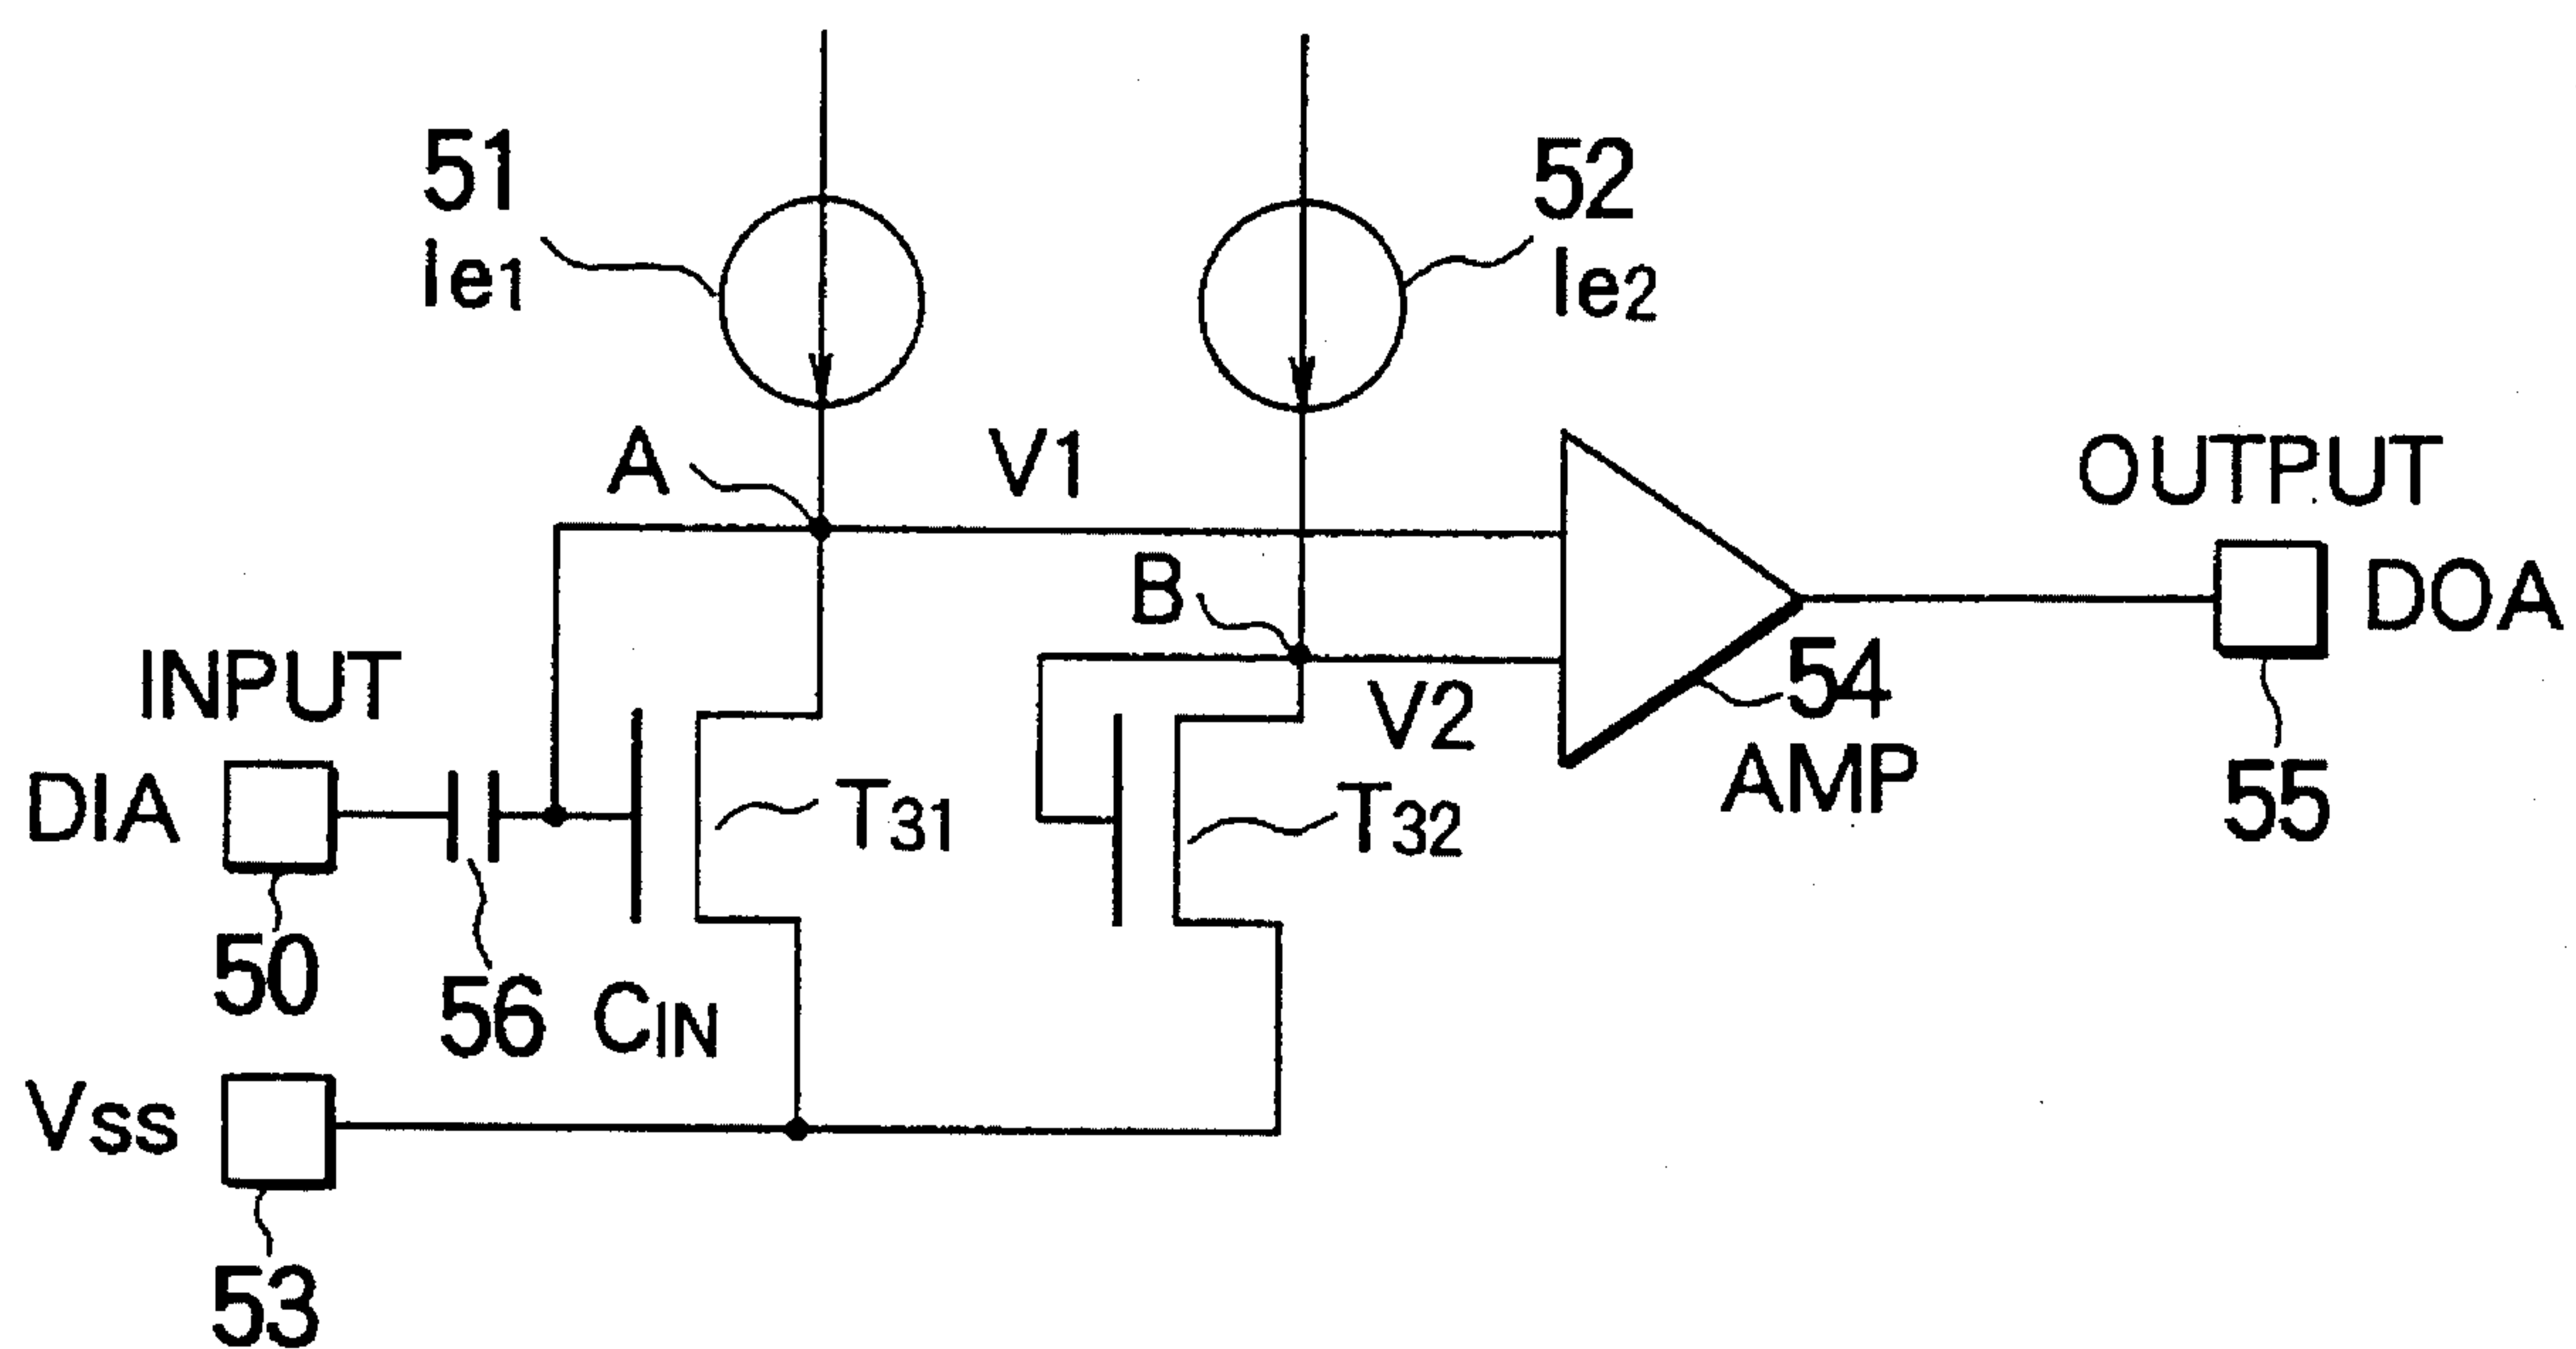 51
Ie1
52
Ie2
A
V1
OUTPUT
B
DOA
INPUT
V2
54
AMP
DIA
T31
T32
55
50
56
CIN
VSS
53